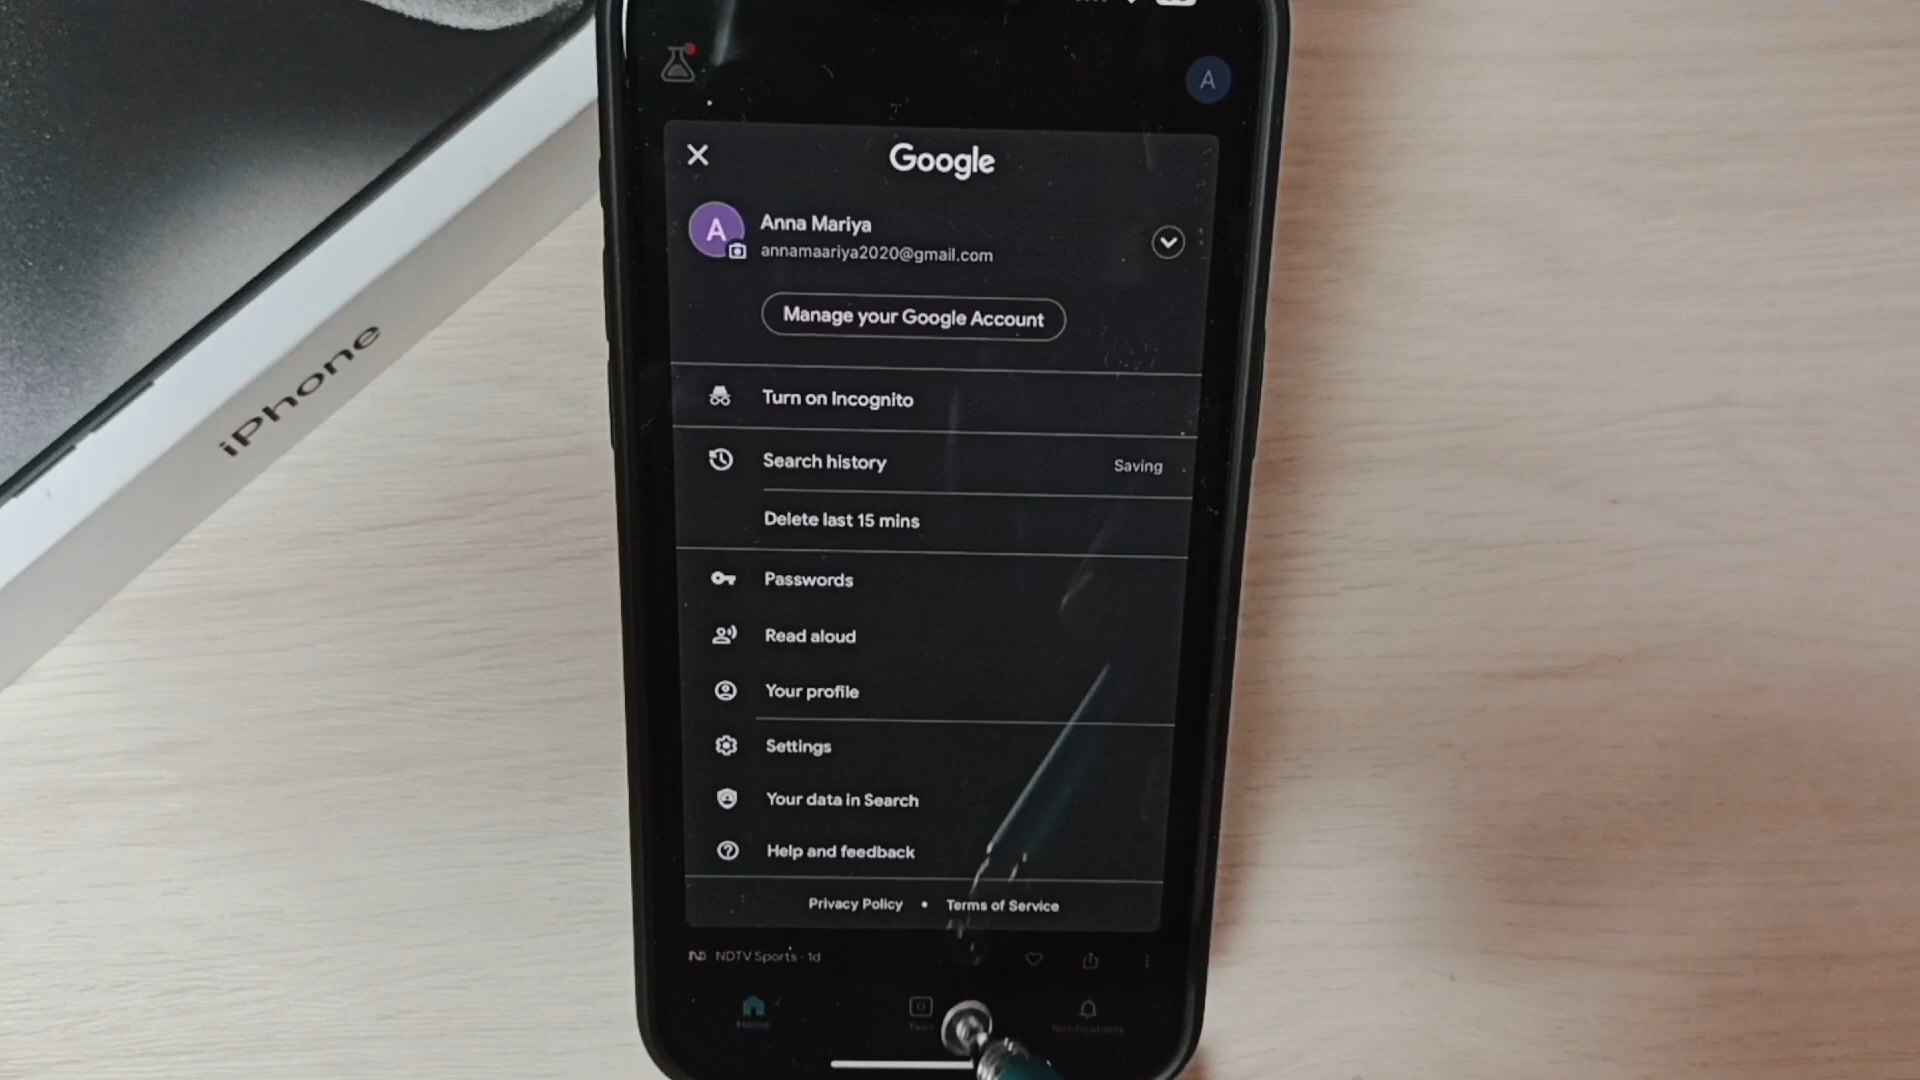 A
Google
A
Anna Mariya
annamaariya2020@gmail.com
Manage your Google Account
Turn on Incognito
Search history Saving
Delete last 15 mins
Passwords
Read aloud
Your profile
Settings
Your data in Search
Help and feedback
Privacy Policy • Terms of Service
NDTV Sports · 1d
Home Tabs Notifications
iPhone